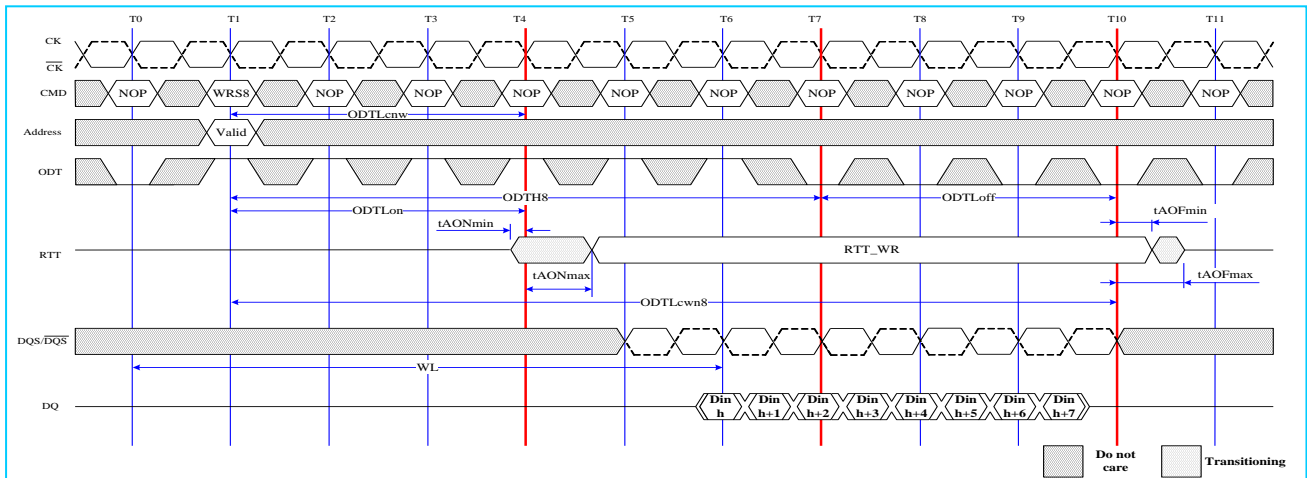 T0 T1 T2 T3 T4 T5 T6 T7 T8 T9 T10 T11
CK
CK
CMD NOP WRS8 NOP NOP NOP NOP NOP NOP NOP NOP NOP NOP
ODTLcnw
Address Valid
ODT
ODTH8 ODTLoff
ODTLon tAOFmin
tAONmin
RTT RTT_WR
tAONmax tAOFmax
ODTLcwn8
DQS/DQS
WL
DQ Din h Din h+1 Din h+2 Din h+3 Din h+4 Din h+5 Din h+6 Din h+7
Do not care Transitioning